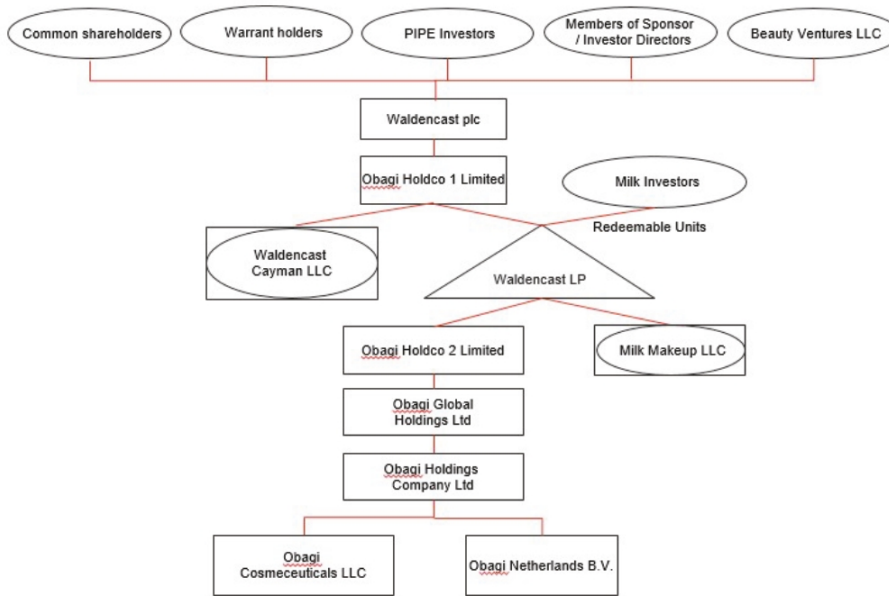 Common shareholders
Warrant holders
PIPE Investors
Members of Sponsor
/ Investor Directors
Beauty Ventures LLC
Waldencast plc
Obagi Holdco 1 Limited
Milk Investors
Redeemable Units
Waldencast
Cayman LLC
Waldencast LP
Obagi Holdco 2 Limited
Milk Makeup LLC
Obagi Global
Holdings Ltd
Obagi Holdings
Company Ltd
Obagi
Cosmeceuticals LLC
Obagi Netherlands B.V.